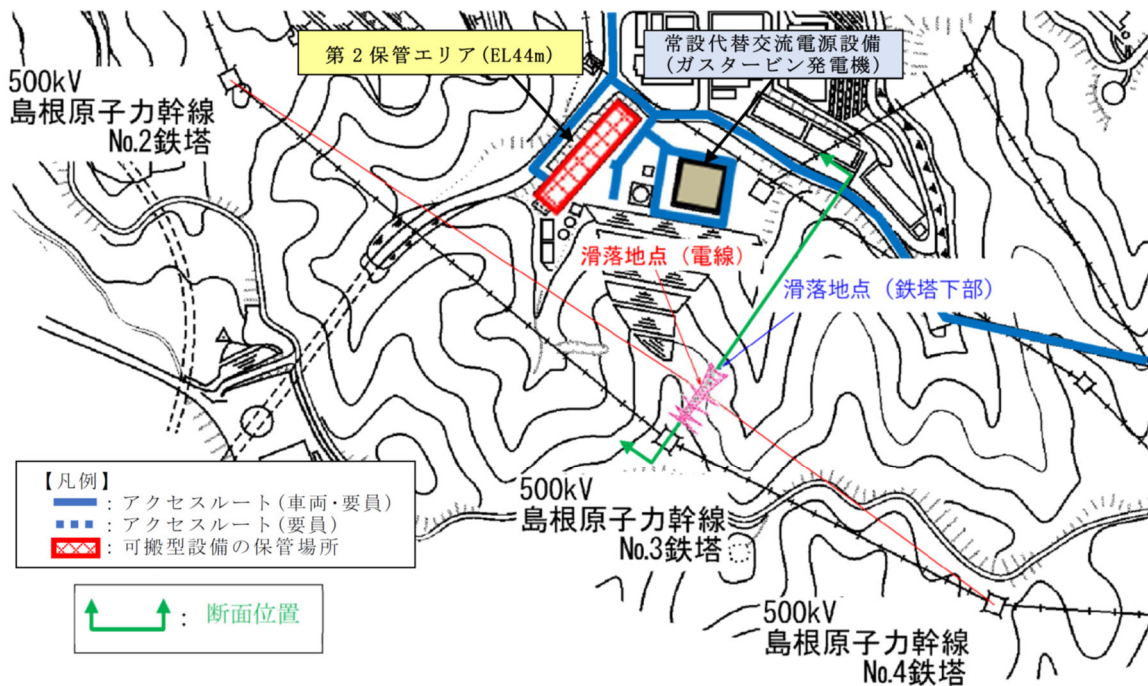 第2保管エリア(EL44m)
常設代替交流電源設備
(ガスタービン発電機)
500kV
島根原子力幹線
No.2鉄塔
滑落地点（電線）
滑落地点（鉄塔下部）
500kV
島根原子力幹線
No.3鉄塔
500kV
島根原子力幹線
No.4鉄塔
【凡例】
：アクセスルート(車両・要員)
：アクセスルート(要員)
：可搬型設備の保管場所
：断面位置